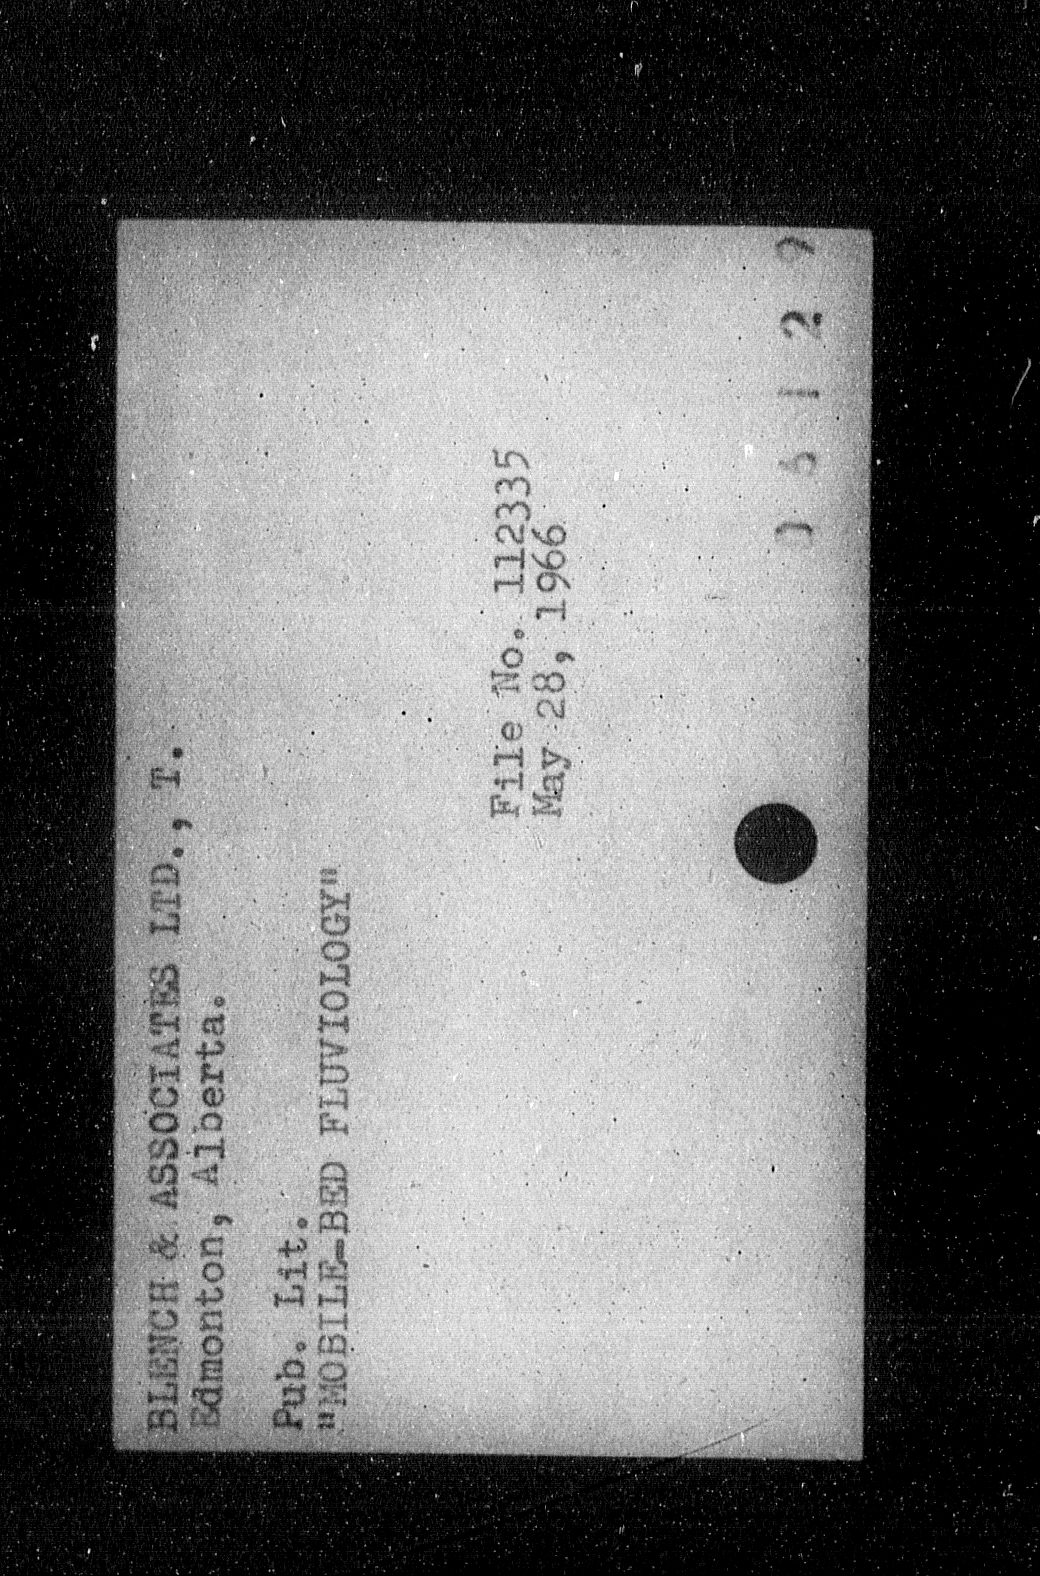 BLENCH & ASSOCIATES LTD., T.
Edmonton, Alberta.
Pub. Lit.
"MOBILE-BED FLUVIOLOGY"
File No. 112335
May 28, 1966